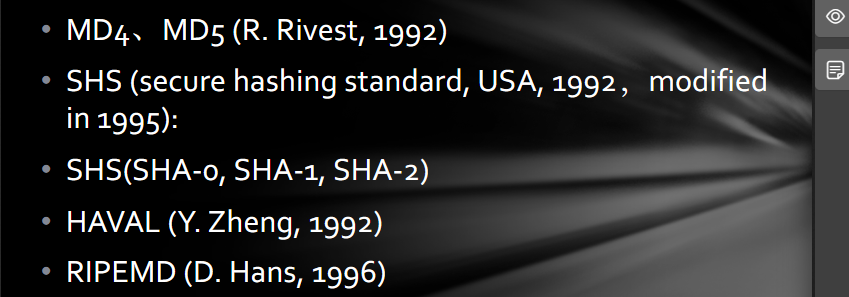 • MD4、MD5 (R. Rivest, 1992)
• SHS (secure hashing standard, USA, 1992，modified
in 1995):
• SHS(SHA-0, SHA-1, SHA-2)
• HAVAL (Y. Zheng, 1992)
• RIPEMD (D. Hans, 1996)